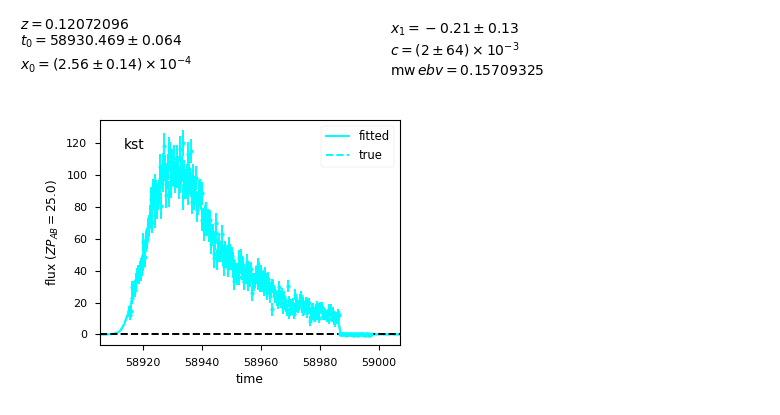 z = 0.12072096
t₀ = 58930.469 ± 0.064
x₀ = (2.56 ± 0.14) × 10⁻⁴
x₁ = −0.21 ± 0.13
c = (2 ± 64) × 10⁻³
mw ebv = 0.15709325
kst
fitted
true
flux (ZP_AB = 25.0)
120
100
80
60
40
20
0
58920 58940 58960 58980 59000
time